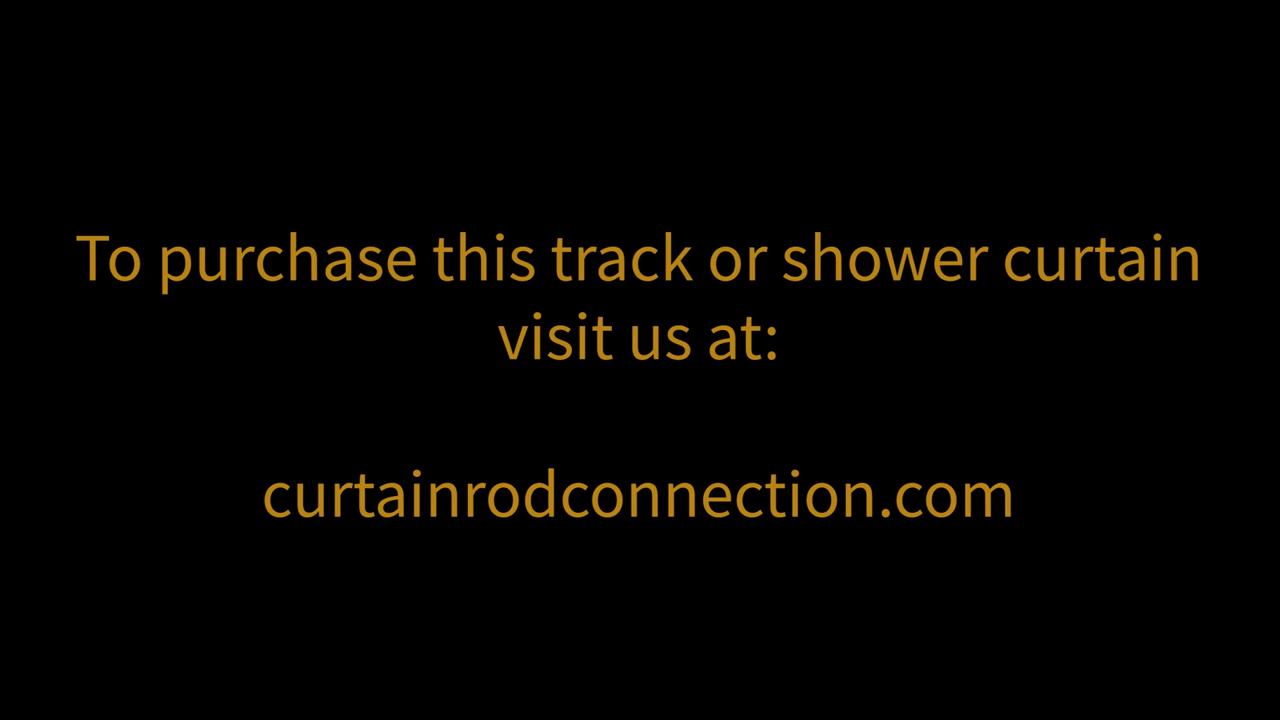 To purchase this track or shower curtain
visit us at:
curtainrodconnection.com